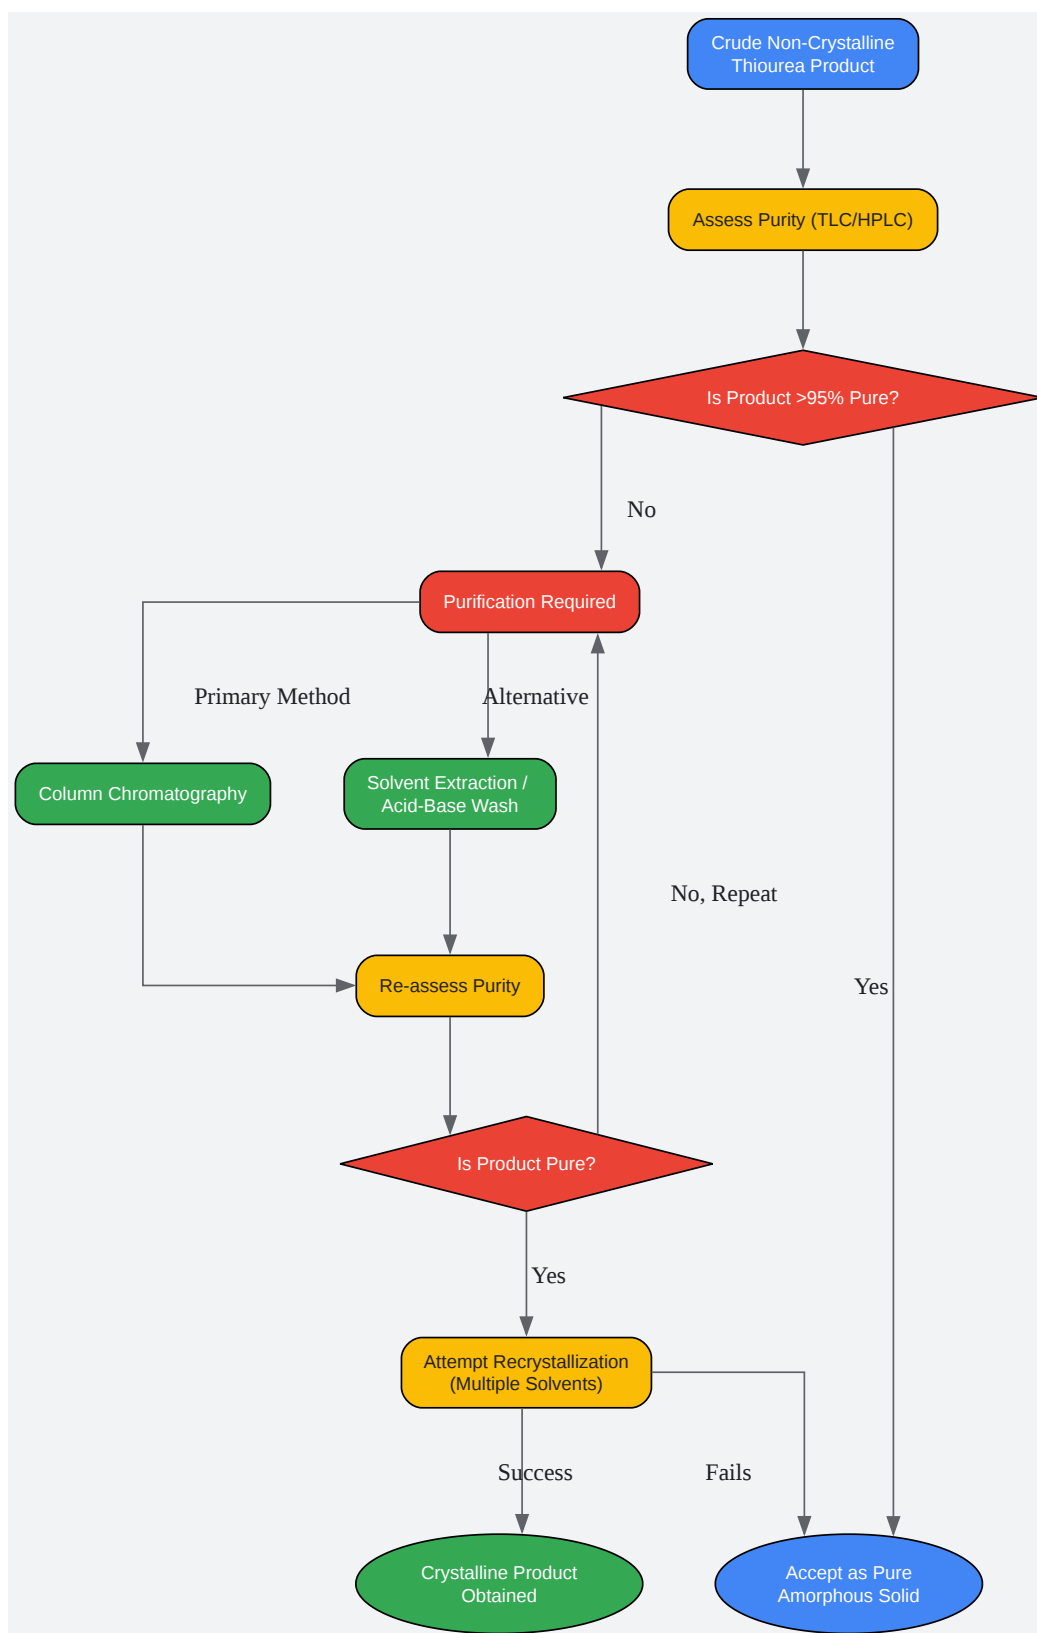 Crude Non-Crystalline
Thiourea Product
Assess Purity (TLC/HPLC)
Is Product >95% Pure?
No
Purification Required
Primary Method
Alternative
Column Chromatography
Solvent Extraction /
Acid-Base Wash
No, Repeat
Re-assess Purity
Yes
Is Product Pure?
Yes
Attempt Recrystallization
(Multiple Solvents)
Success
Fails
Crystalline Product
Obtained
Accept as Pure
Amorphous Solid